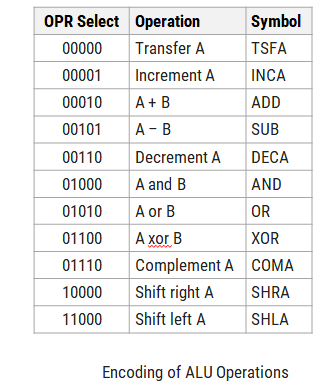 OPR Select Operation Symbol
00000 Transfer A TSFA
00001 Increment A INCA
00010 A + B ADD
00101 A − B SUB
00110 Decrement A DECA
01000 A and B AND
01010 A or B OR
01100 A xor B XOR
01110 Complement A COMA
10000 Shift right A SHRA
11000 Shift left A SHLA
Encoding of ALU Operations